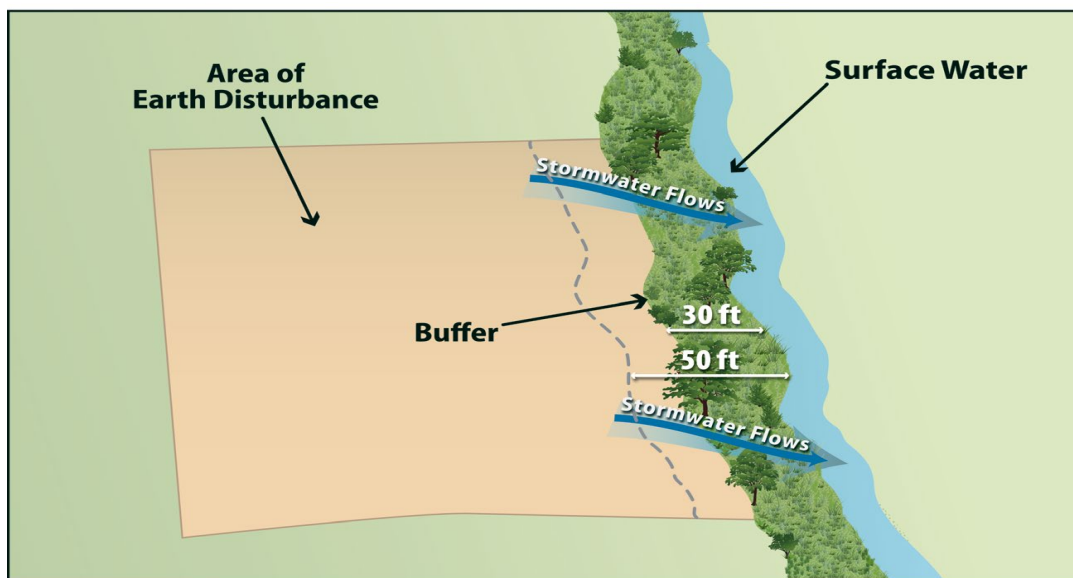 Area of
Earth Disturbance
Surface Water
Stormwater Flows
Buffer
30 ft
50 ft
Stormwater Flows